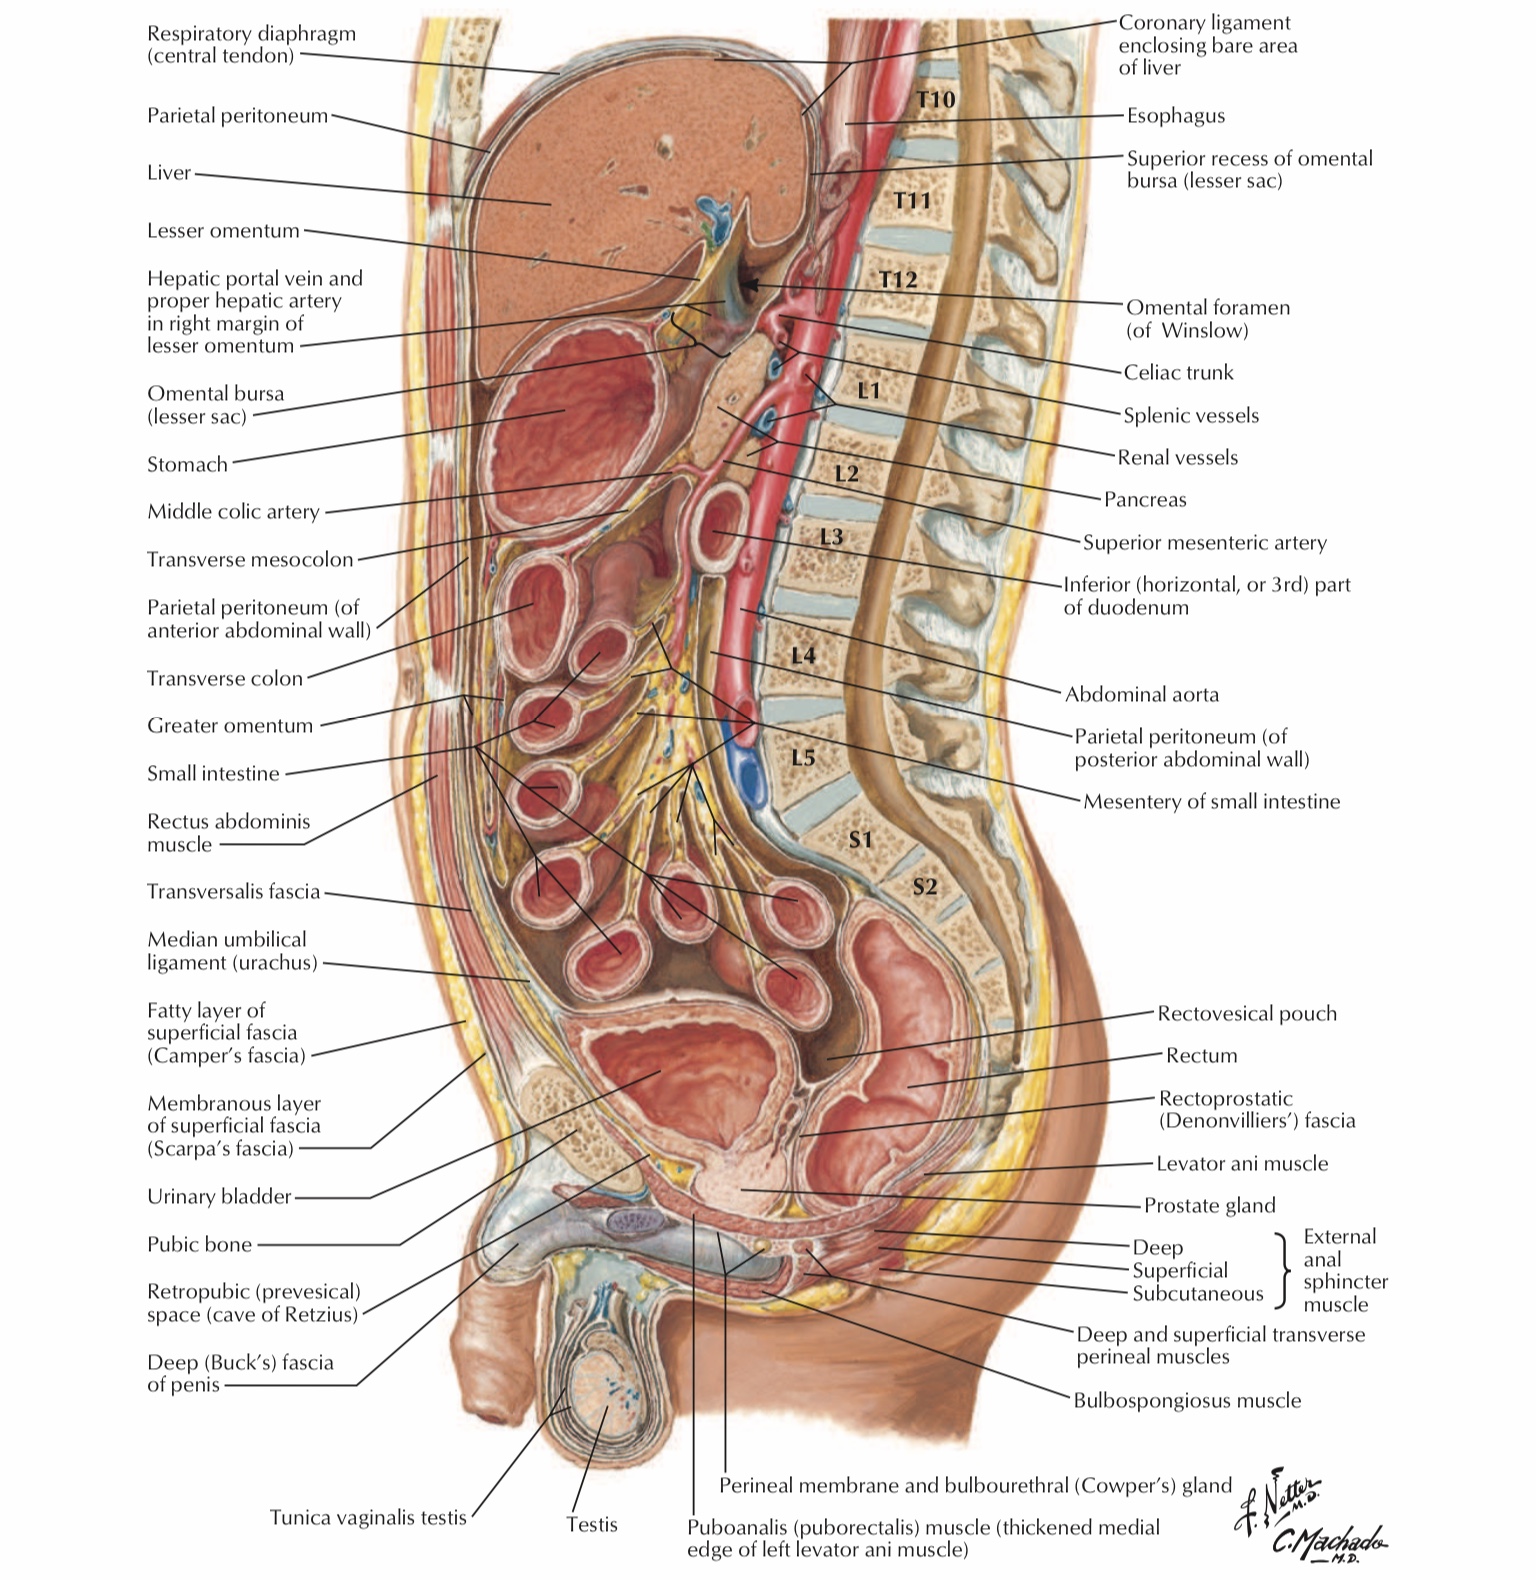 Respiratory diaphragm
(central tendon)
Parietal peritoneum
Liver
Lesser omentum
Hepatic portal vein and
proper hepatic artery
in right margin of
lesser omentum
Omental bursa
(lesser sac)
Stomach
Middle colic artery
Transverse mesocolon
Parietal peritoneum (of
anterior abdominal wall)
Transverse colon
Greater omentum
Small intestine
Rectus abdominis
muscle
Transversalis fascia
Median umbilical
ligament (urachus)
Fatty layer of
superficial fascia
(Camper's fascia)
Membranous layer
of superficial fascia
(Scarpa's fascia)
Urinary bladder
Pubic bone
Retropubic (prevesical)
space (cave of Retzius)
Deep (Buck's) fascia
of penis
Tunica vaginalis testis
Testis
T10
T11
T12
L1
L2
L3
L4
L5
S1
S2
Coronary ligament
enclosing bare area
of liver
Esophagus
Superior recess of omental
bursa (lesser sac)
Omental foramen
(of Winslow)
Celiac trunk
Splenic vessels
Renal vessels
Pancreas
Superior mesenteric artery
Inferior (horizontal, or 3rd) part
of duodenum
Abdominal aorta
Parietal peritoneum (of
posterior abdominal wall)
Mesentery of small intestine
Rectovesical pouch
Rectum
Rectoprostatic
(Denonvilliers') fascia
Levator ani muscle
Prostate gland
Deep
Superficial
Subcutaneous
External
anal
sphincter
muscle
Deep and superficial transverse
perineal muscles
Bulbospongiosus muscle
Perineal membrane and bulbourethral (Cowper's) gland
Puboanalis (puborectalis) muscle (thickened medial
edge of left levator ani muscle)
F. Netter
M.D.
C. Machado
M.D.